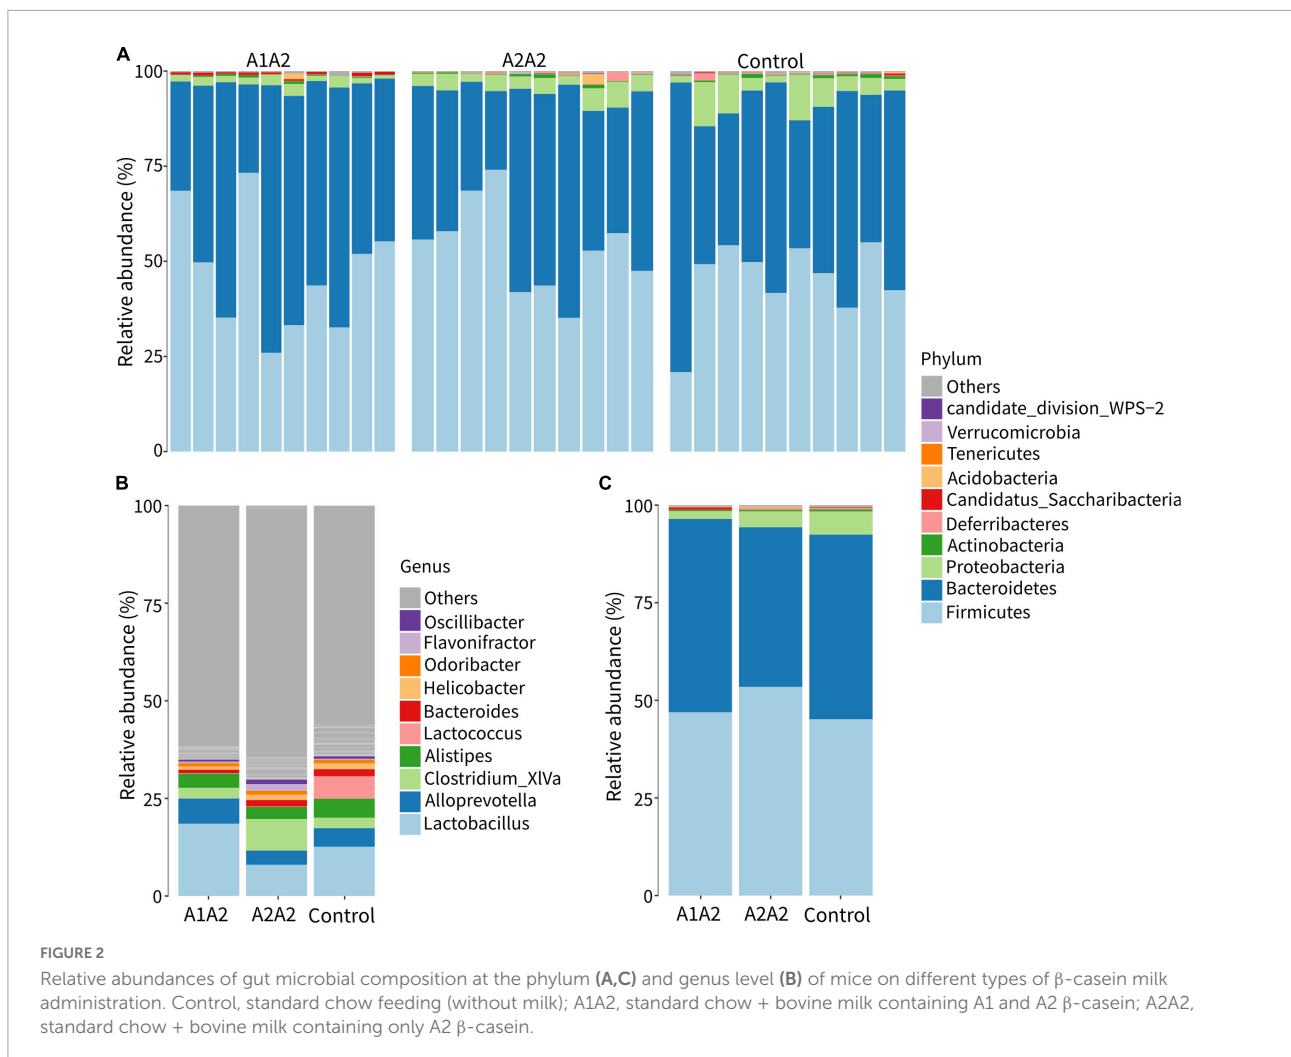 A
A1A2
A2A2
Control
Relative abundance (%)
100
75
50
25
0
Phylum
Others
candidate_division_WPS−2
Verrucomicrobia
Tenericutes
Acidobacteria
Candidatus_Saccharibacteria
Deferribacteres
Actinobacteria
Proteobacteria
Bacteroidetes
Firmicutes
B
Relative abundance (%)
100
75
50
25
0
A1A2
A2A2
Control
Genus
Others
Oscillibacter
Flavonifractor
Odoribacter
Helicobacter
Bacteroides
Lactococcus
Alistipes
Clostridium_XlVa
Alloprevotella
Lactobacillus
C
Relative abundance (%)
100
75
50
25
0
A1A2
A2A2
Control
FIGURE 2
Relative abundances of gut microbial composition at the phylum (A,C) and genus level (B) of mice on different types of β-casein milk
administration. Control, standard chow feeding (without milk); A1A2, standard chow + bovine milk containing A1 and A2 β-casein; A2A2,
standard chow + bovine milk containing only A2 β-casein.